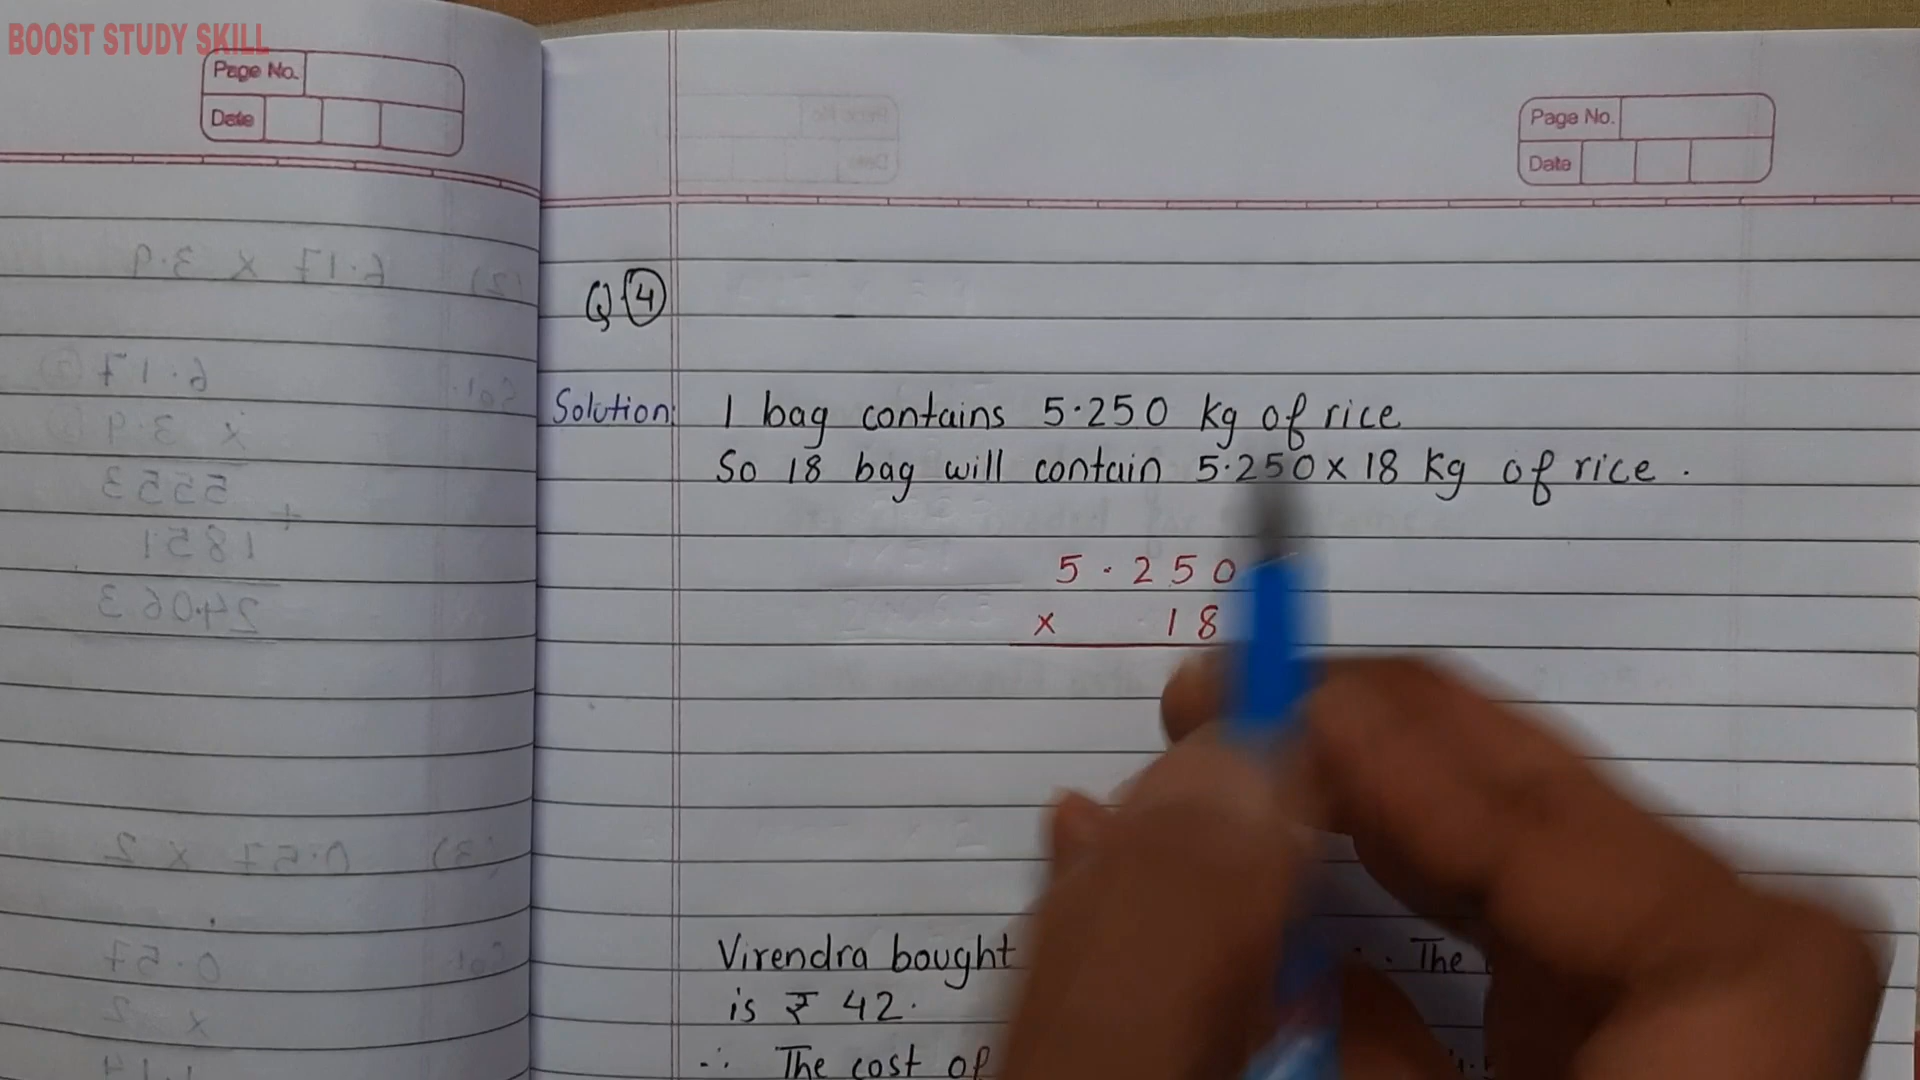 BOOST STUDY SKILL
Page No.
Date
Page No.
Date
Q 4
Solution: 1 bag contains 5.250 kg of rice
So 18 bag will contain 5.250 x 18 kg of rice.
5.250
x 18
Virendra bought
∴ The
is ₹ 42.
∴ The cost of